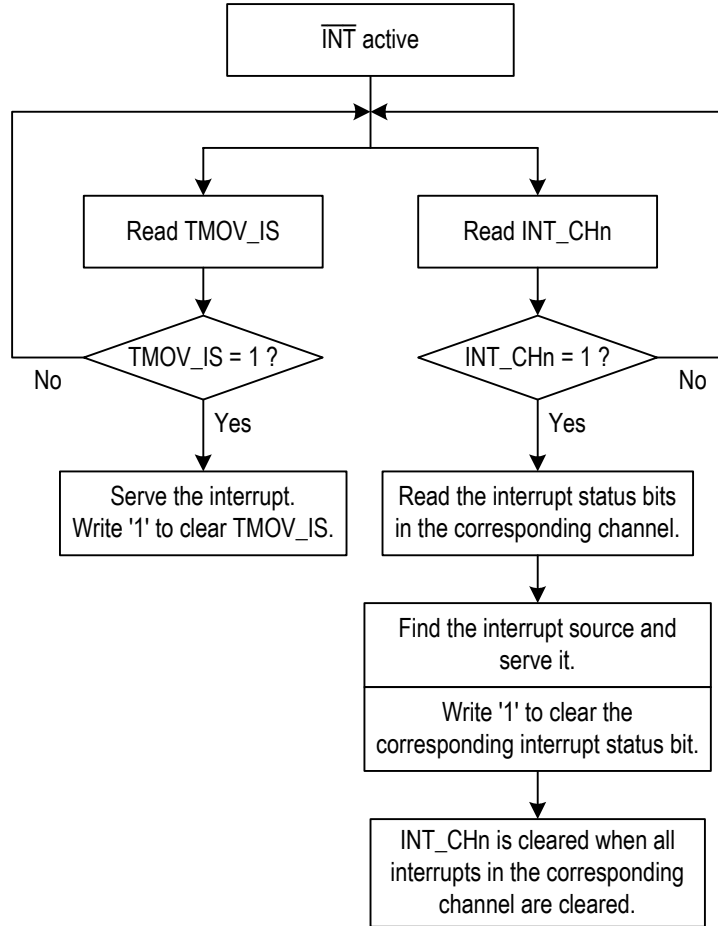 INT active
Read TMOV_IS
Read INT_CHn
TMOV_IS = 1 ?
INT_CHn = 1 ?
No
No
Yes
Yes
Serve the interrupt.
Write '1' to clear TMOV_IS.
Read the interrupt status bits
in the corresponding channel.
Find the interrupt source and
serve it.
Write '1' to clear the
corresponding interrupt status bit.
INT_CHn is cleared when all
interrupts in the corresponding
channel are cleared.